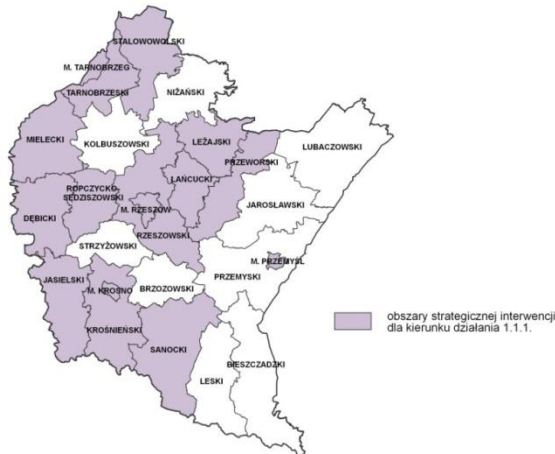 STALOWOWOLSKI
M. TARNOBRZEG
TARNOBRZESKI
NIŻAŃSKI
MIELECKI
KOLBUSZOWSKI
LEŻAJSKI
LUBACZOWSKI
PRZEWORSKI
ROPCZYCKO-
SĘDZISZOWSKI
ŁAŃCUCKI
M. RZESZÓW
JAROSŁAWSKI
DĘBICKI
RZESZOWSKI
STRZYŻOWSKI
M. PRZEMYŚL
PRZEMYSKI
JASIELSKI
M. KROSNO
BRZOZOWSKI
KROŚNIEŃSKI
SANOCKI
BIESZCZADZKI
LESKI
obszary strategicznej interwencji
dla kierunku działania 1.1.1.